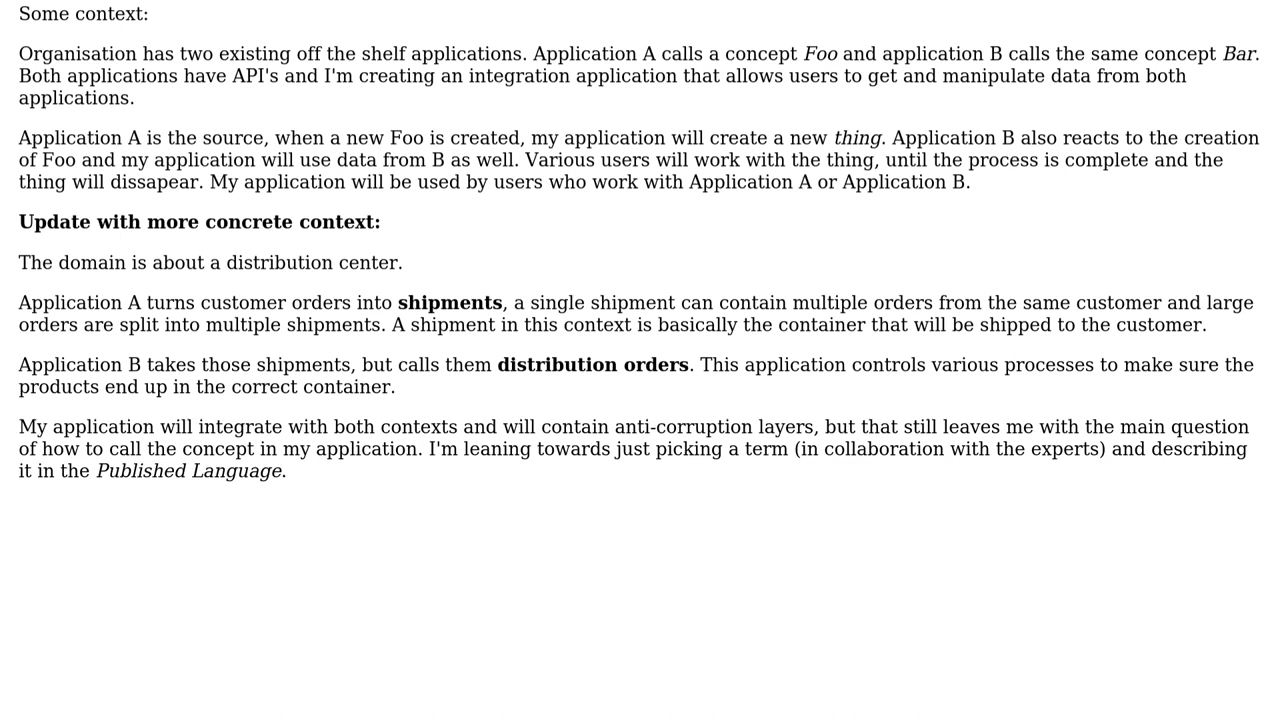 Some context:
Organisation has two existing off the shelf applications. Application A calls a concept Foo and application B calls the same concept Bar.
Both applications have API's and I'm creating an integration application that allows users to get and manipulate data from both
applications.
Application A is the source, when a new Foo is created, my application will create a new thing. Application B also reacts to the creation
of Foo and my application will use data from B as well. Various users will work with the thing, until the process is complete and the
thing will dissapear. My application will be used by users who work with Application A or Application B.
Update with more concrete context:
The domain is about a distribution center.
Application A turns customer orders into shipments, a single shipment can contain multiple orders from the same customer and large
orders are split into multiple shipments. A shipment in this context is basically the container that will be shipped to the customer.
Application B takes those shipments, but calls them distribution orders. This application controls various processes to make sure the
products end up in the correct container.
My application will integrate with both contexts and will contain anti-corruption layers, but that still leaves me with the main question
of how to call the concept in my application. I'm leaning towards just picking a term (in collaboration with the experts) and describing
it in the Published Language.